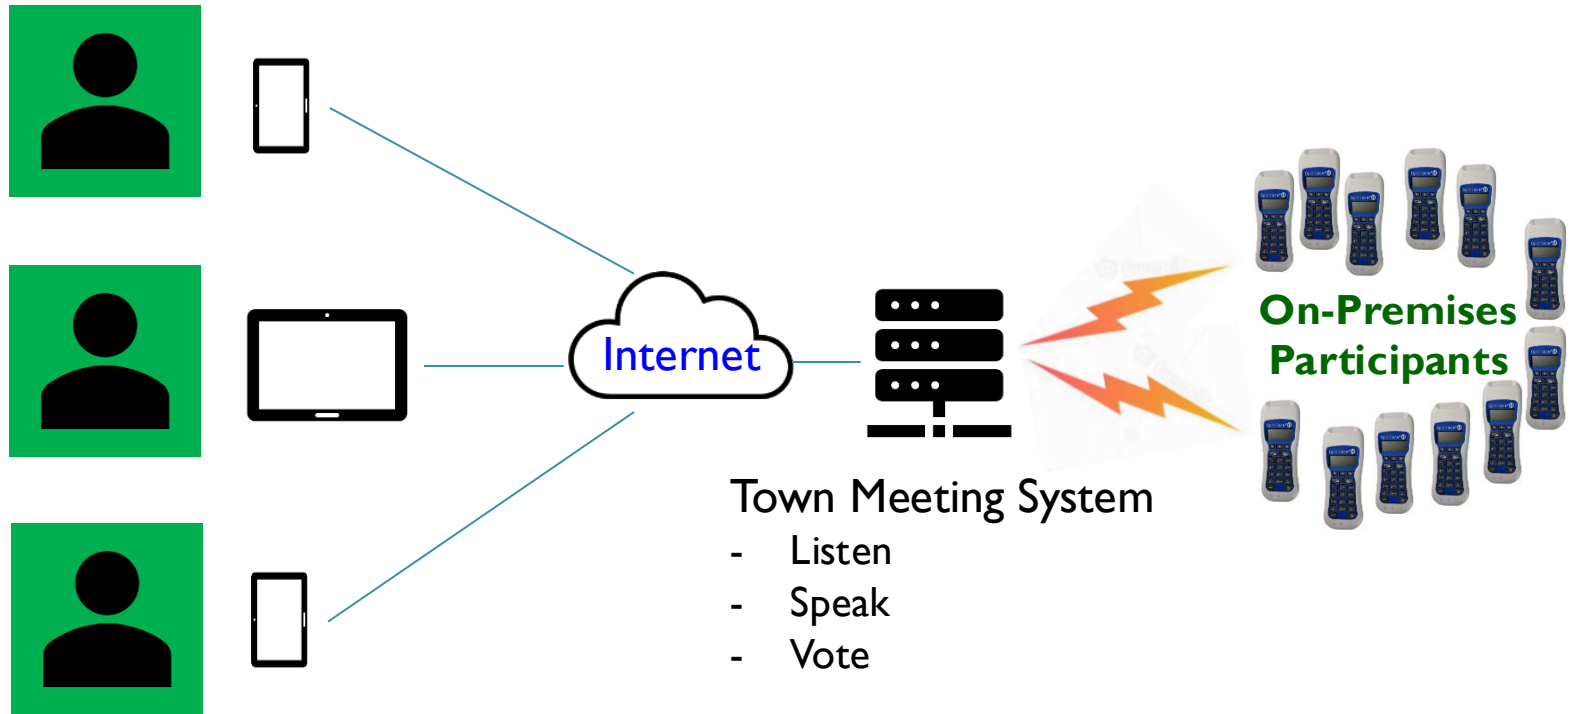 Internet
On-Premises
Participants
Town Meeting System
- Listen
- Speak
- Vote